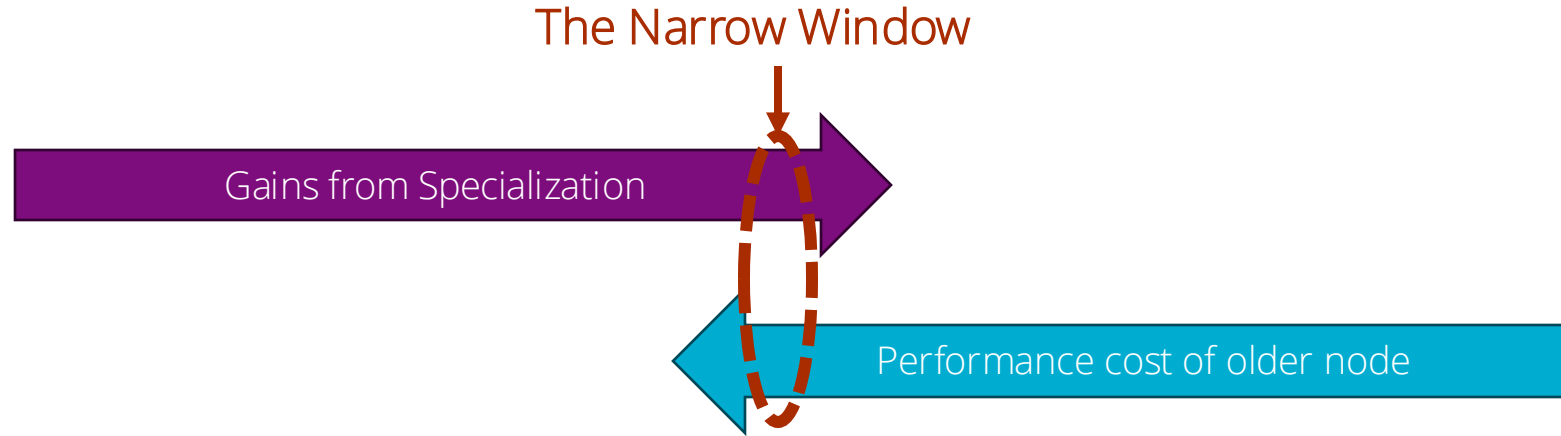 The Narrow Window
Gains from Specialization
Performance cost of older node